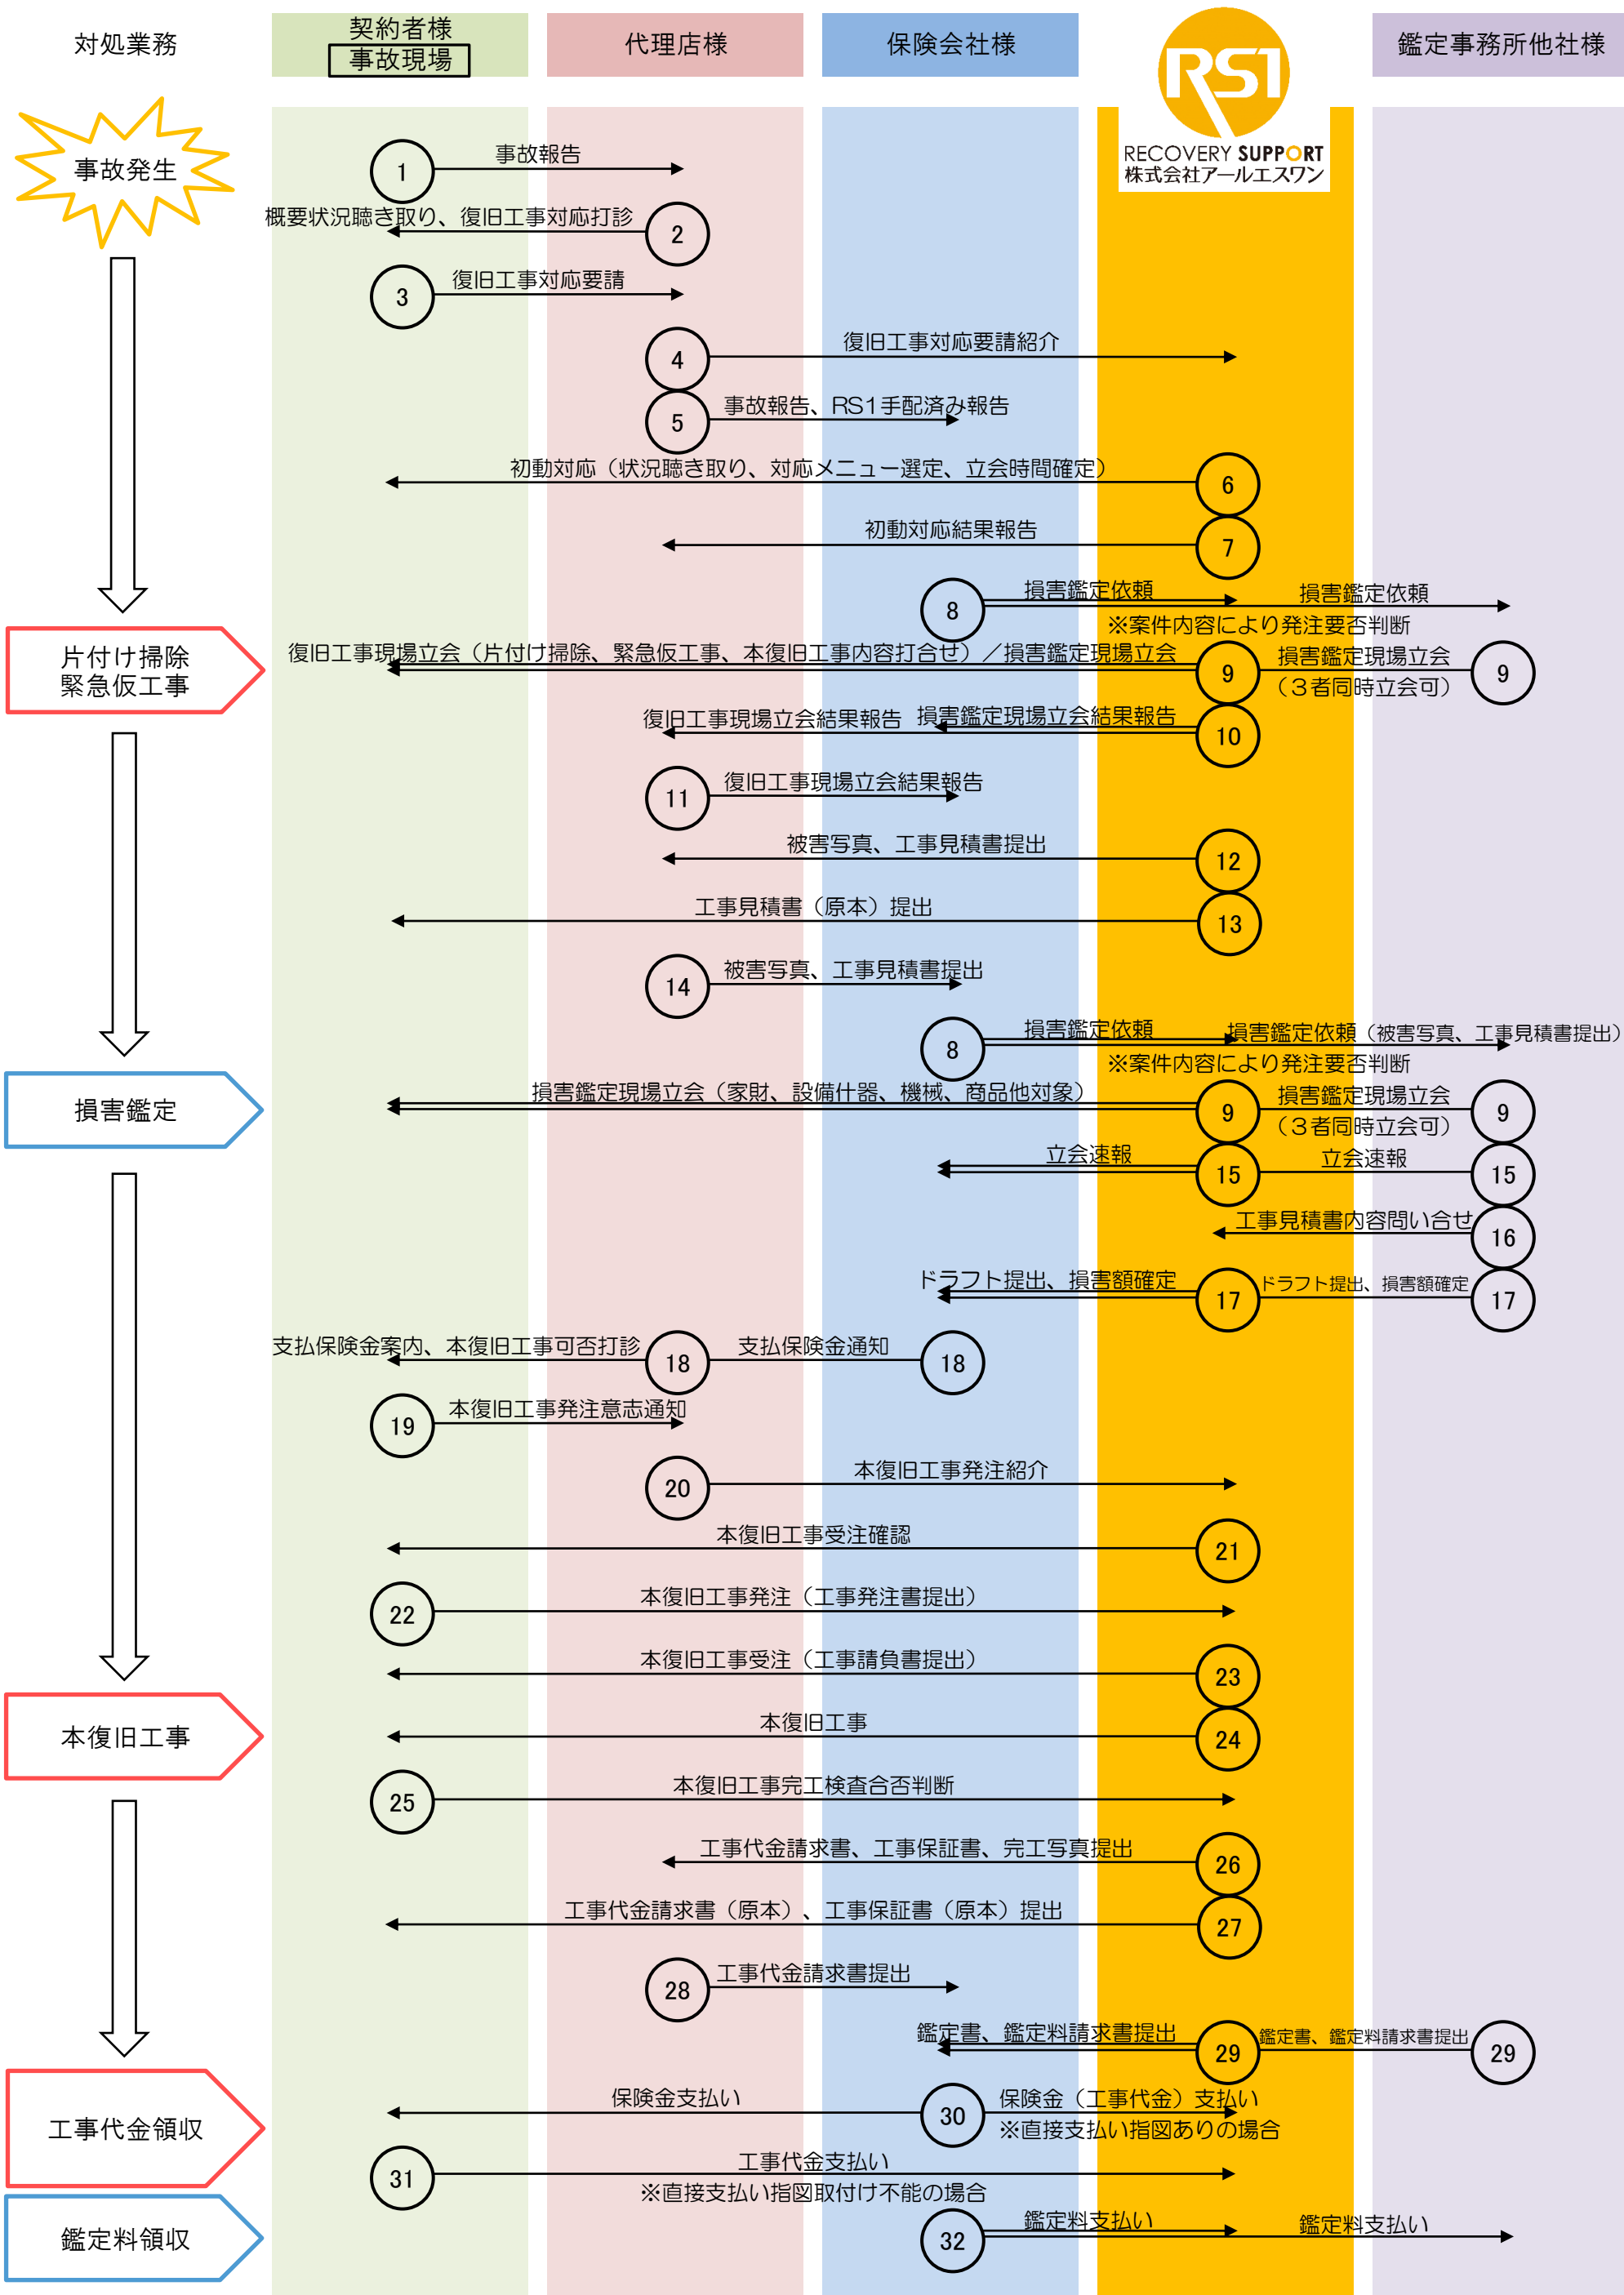 対処業務
契約者様
事故現場
代理店様
保険会社様
RS1
RECOVERY SUPPORT
株式会社アールエスワン
鑑定事務所他社様
事故発生
1 事故報告
概要状況聴き取り、復旧工事対応打診 2
3 復旧工事対応要請
4 復旧工事対応要請紹介
5 事故報告、RS1手配済み報告
初動対応（状況聴き取り、対応メニュー選定、立会時間確定） 6
初動対応結果報告 7
8 損害鑑定依頼 損害鑑定依頼
※案件内容により発注要否判断
片付け掃除
緊急仮工事
復旧工事現場立会（片付け掃除、緊急仮工事、本復旧工事内容打合せ）／損害鑑定現場立会 9 損害鑑定現場立会 9
（３者同時立会可）
復旧工事現場立会結果報告 損害鑑定現場立会結果報告 10
11 復旧工事現場立会結果報告
被害写真、工事見積書提出 12
工事見積書（原本）提出 13
14 被害写真、工事見積書提出
8 損害鑑定依頼 損害鑑定依頼（被害写真、工事見積書提出）
※案件内容により発注要否判断
損害鑑定
損害鑑定現場立会（家財、設備什器、機械、商品他対象） 9 損害鑑定現場立会 9
（３者同時立会可）
立会速報 15 立会速報 15
工事見積書内容問い合せ 16
ドラフト提出、損害額確定 17 ドラフト提出、損害額確定 17
支払保険金案内、本復旧工事可否打診 18 支払保険金通知 18
19 本復旧工事発注意志通知
20 本復旧工事発注紹介
本復旧工事受注確認 21
22 本復旧工事発注（工事発注書提出）
本復旧工事受注（工事請負書提出） 23
本復旧工事
本復旧工事 24
25 本復旧工事完工検査合否判断
工事代金請求書、工事保証書、完工写真提出 26
工事代金請求書（原本）、工事保証書（原本）提出 27
28 工事代金請求書提出
鑑定書、鑑定料請求書提出 29 鑑定書、鑑定料請求書提出 29
工事代金領収
保険金支払い 30 保険金（工事代金）支払い
※直接支払い指図ありの場合
31 工事代金支払い
※直接支払い指図取付け不能の場合
鑑定料領収
32 鑑定料支払い 鑑定料支払い